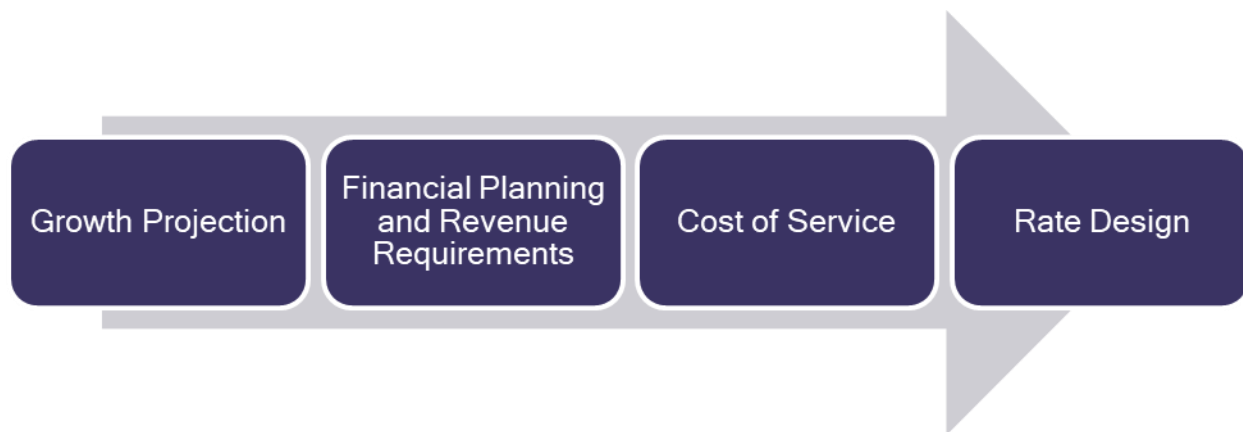 Growth Projection
Financial Planning
and Revenue
Requirements
Cost of Service
Rate Design